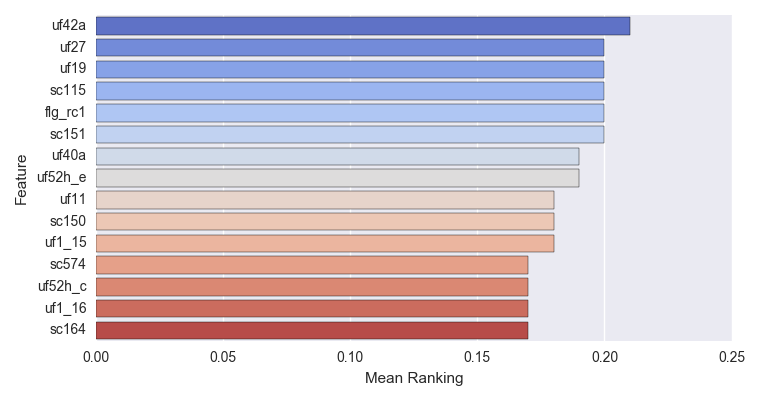 uf42a
uf27
uf19
sc115
flg_rc1
sc151
uf40a
uf52h_e
uf11
sc150
uf1_15
sc574
uf52h_c
uf1_16
sc164
Feature
0.00 0.05 0.10 0.15 0.20 0.25
Mean Ranking